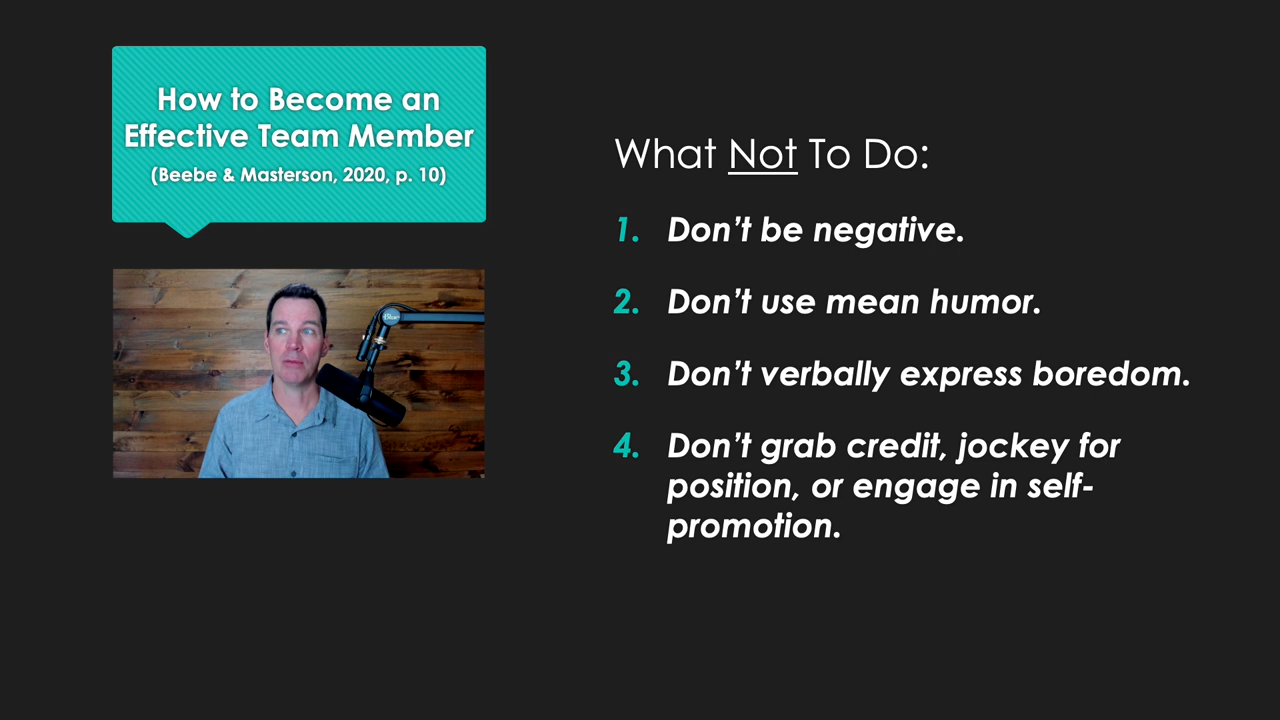 How to Become an
Effective Team Member
(Beebe & Masterson, 2020, p. 10)
What Not To Do:
1. Don't be negative.
2. Don't use mean humor.
3. Don't verbally express boredom.
4. Don't grab credit, jockey for
position, or engage in self-
promotion.
Blue